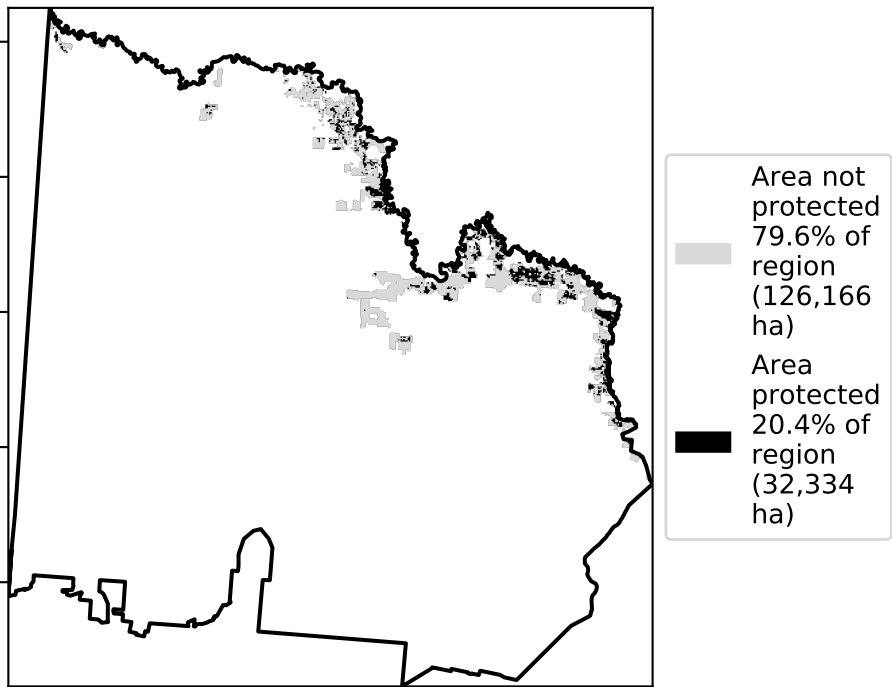 Area not
protected
79.6% of
region
(126,166
ha)
Area
protected
20.4% of
region
(32,334
ha)